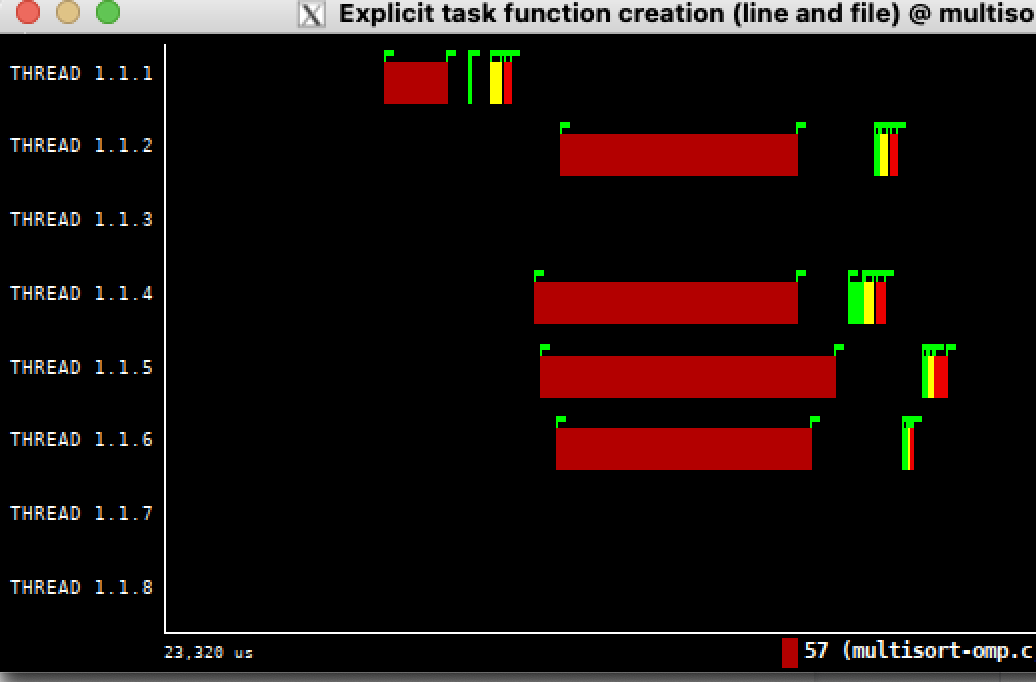 Explicit task function creation (line and file) @ multiso
THREAD 1.1.1
THREAD 1.1.2
THREAD 1.1.3
THREAD 1.1.4
THREAD 1.1.5
THREAD 1.1.6
THREAD 1.1.7
THREAD 1.1.8
23,320 us
57 (multisort-omp.c